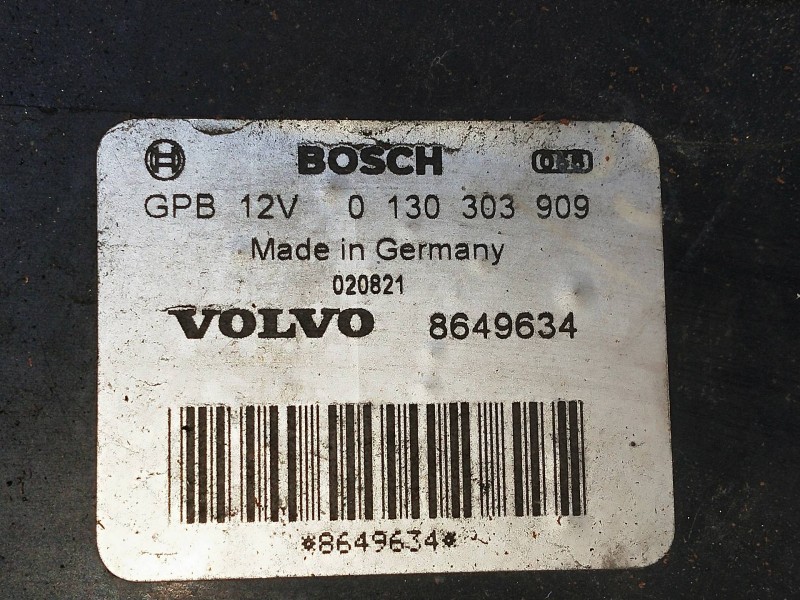 BOSCH
GPB 12V 0 130 303 909
Made in Germany
020821
VOLVO 8649634
*8649634*